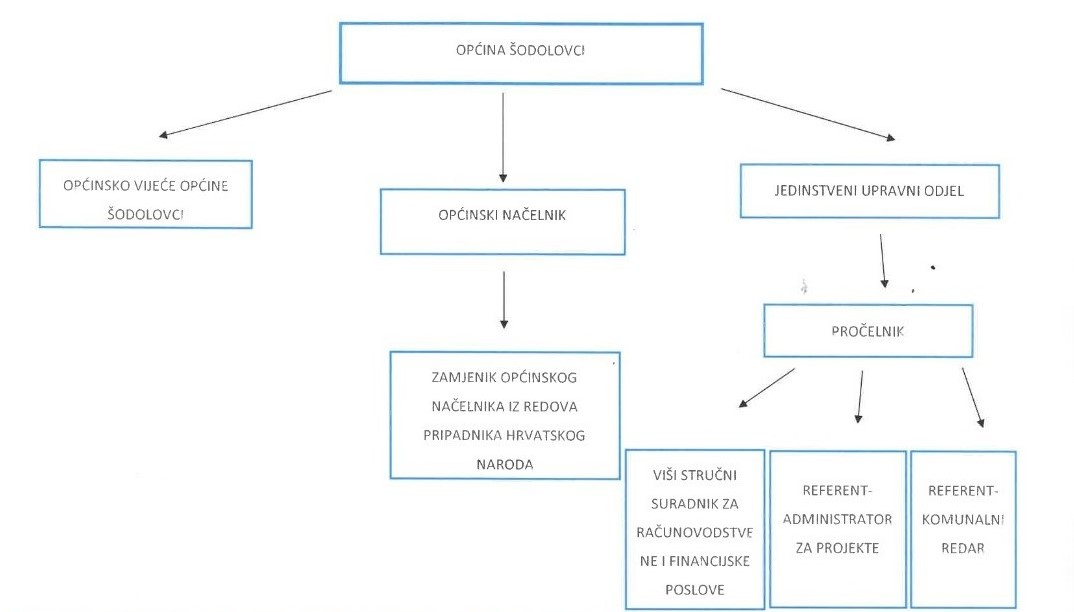 OPĆINA ŠODOLOVCI
OPĆINSKO VIJEĆE OPĆINE
ŠODOLOVCI
OPĆINSKI NAČELNIK
JEDINSTVENI UPRAVNI ODJEL
PROČELNIK
ZAMJENIK OPĆINSKOG
NAČELNIKA IZ REDOVA
PRIPADNIKA HRVATSKOG
NARODA
VIŠI STRUČNI
SURADNIK ZA
RAČUNOVODSTVE
NE I FINANCIJSKE
POSLOVE
REFERENT-
ADMINISTRATOR
ZA PROJEKTE
REFERENT-
KOMUNALNI
REDAR